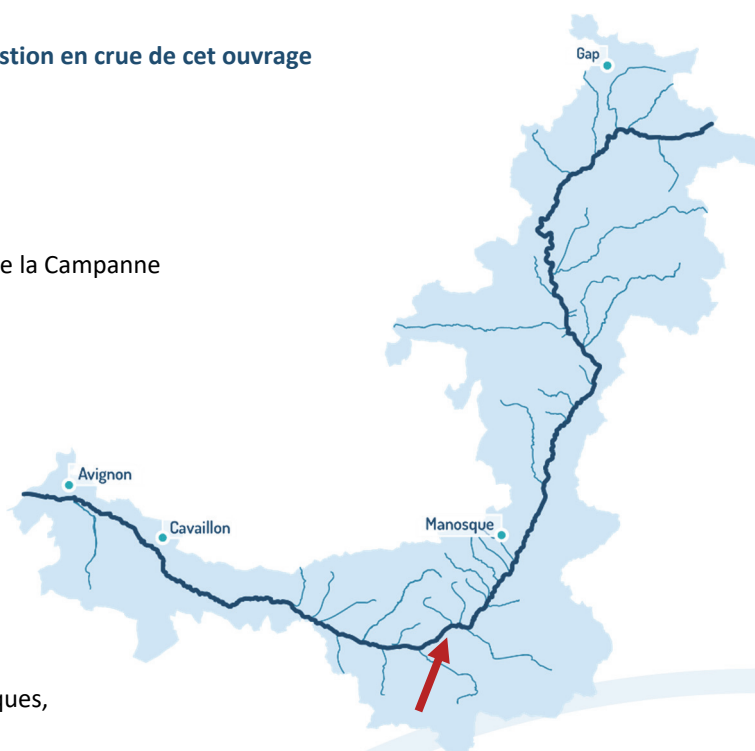 stion en crue de cet ouvrage
Gap
e la Campanne
Avignon
Cavaillon
Manosque
ques,